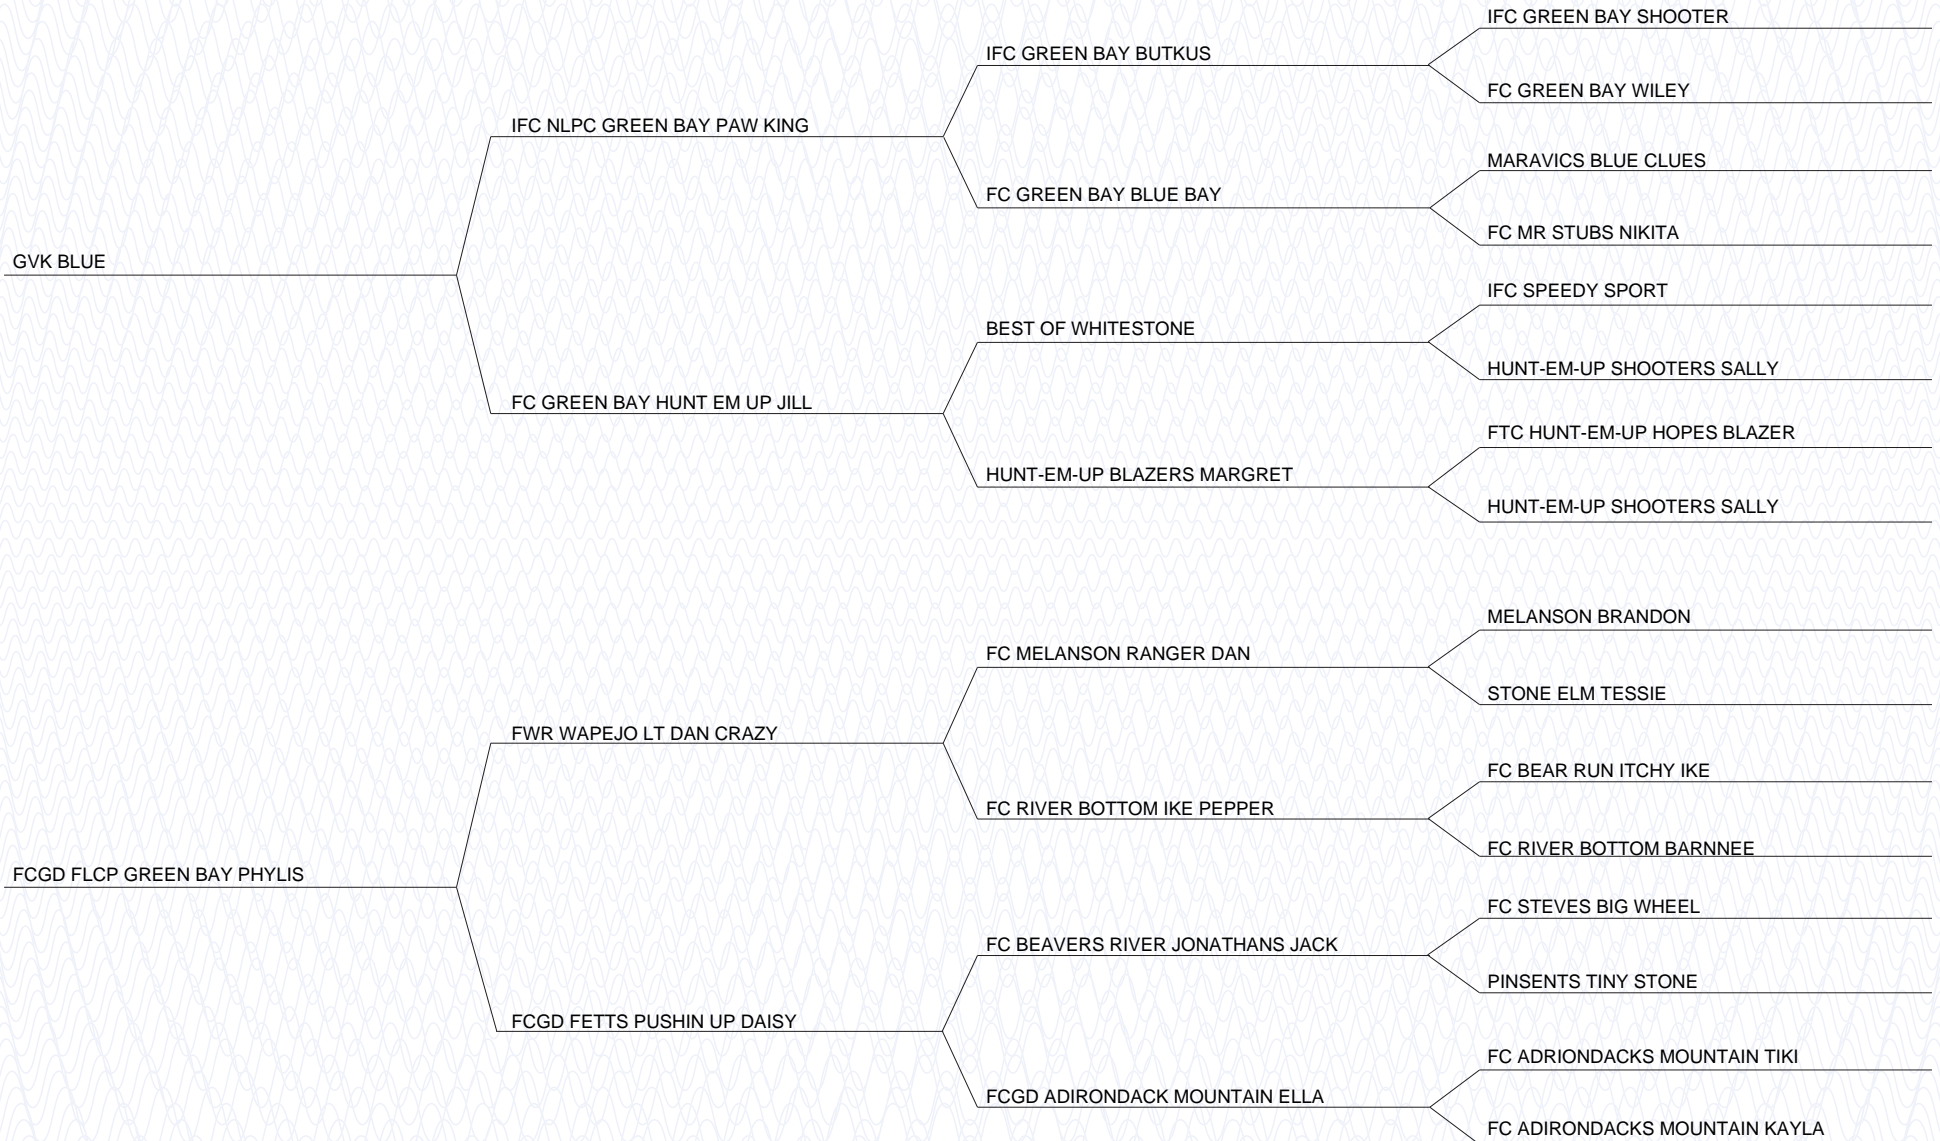 IFC GREEN BAY SHOOTER
IFC GREEN BAY BUTKUS
FC GREEN BAY WILEY
IFC NLPC GREEN BAY PAW KING
MARAVICS BLUE CLUES
FC GREEN BAY BLUE BAY
FC MR STUBS NIKITA
GVK BLUE
IFC SPEEDY SPORT
BEST OF WHITESTONE
HUNT-EM-UP SHOOTERS SALLY
FC GREEN BAY HUNT EM UP JILL
FTC HUNT-EM-UP HOPES BLAZER
HUNT-EM-UP BLAZERS MARGRET
HUNT-EM-UP SHOOTERS SALLY
MELANSON BRANDON
FC MELANSON RANGER DAN
STONE ELM TESSIE
FWR WAPEJO LT DAN CRAZY
FC BEAR RUN ITCHY IKE
FC RIVER BOTTOM IKE PEPPER
FC RIVER BOTTOM BARNNEE
FCGD FLCP GREEN BAY PHYLIS
FC STEVES BIG WHEEL
FC BEAVERS RIVER JONATHANS JACK
PINSENTS TINY STONE
FCGD FETTS PUSHIN UP DAISY
FC ADRIONDACKS MOUNTAIN TIKI
FCGD ADIRONDACK MOUNTAIN ELLA
FC ADIRONDACKS MOUNTAIN KAYLA